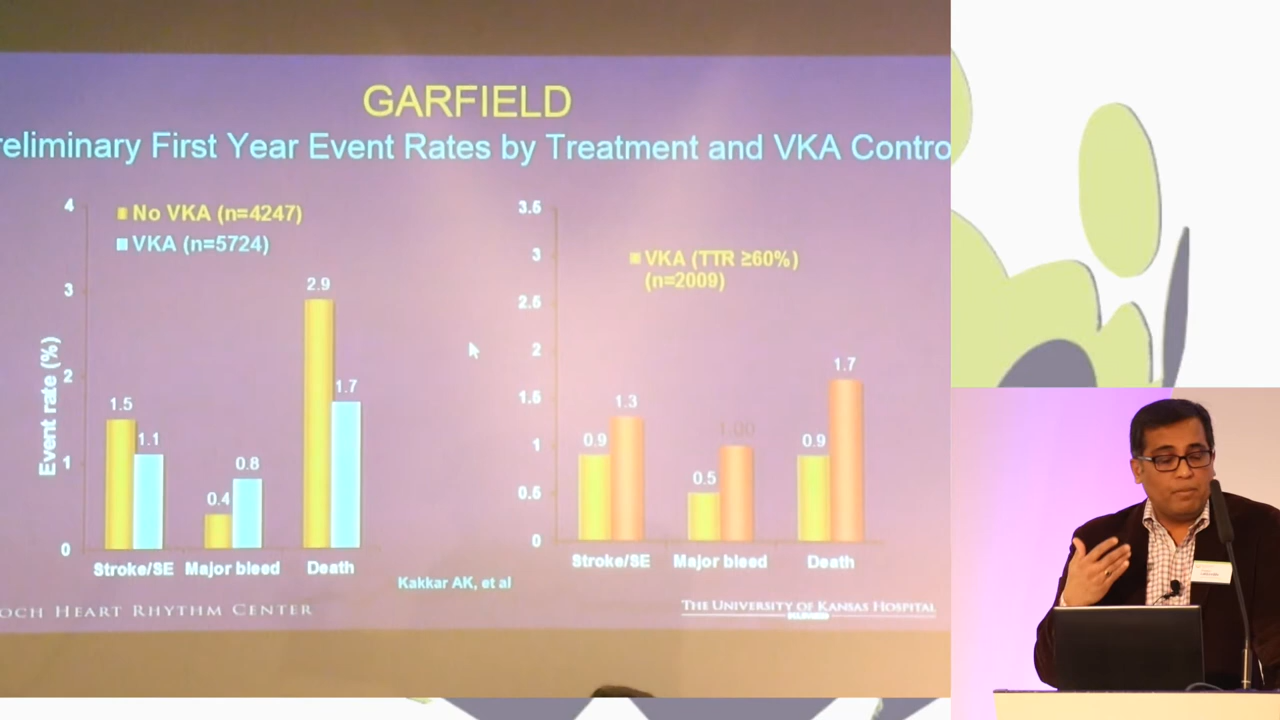 GARFIELD
reliminary First Year Event Rates by Treatment and VKA Contro
4
No VKA (n=4247)
VKA (n=5724)
3
2
1
0
Event rate (%)
1.5
1.1
0.4
0.8
2.9
1.7
Stroke/SE
Major bleed
Death
3.5
3
2.5
2
1.5
1
0.5
0
VKA (TTR ≥60%)
(n=2009)
0.9
1.3
0.5
1.00
0.9
1.7
Stroke/SE
Major bleed
Death
Kakkar AK, et al
OCH HEART RHYTHM CENTER
THE UNIVERSITY OF KANSAS HOSPITAL